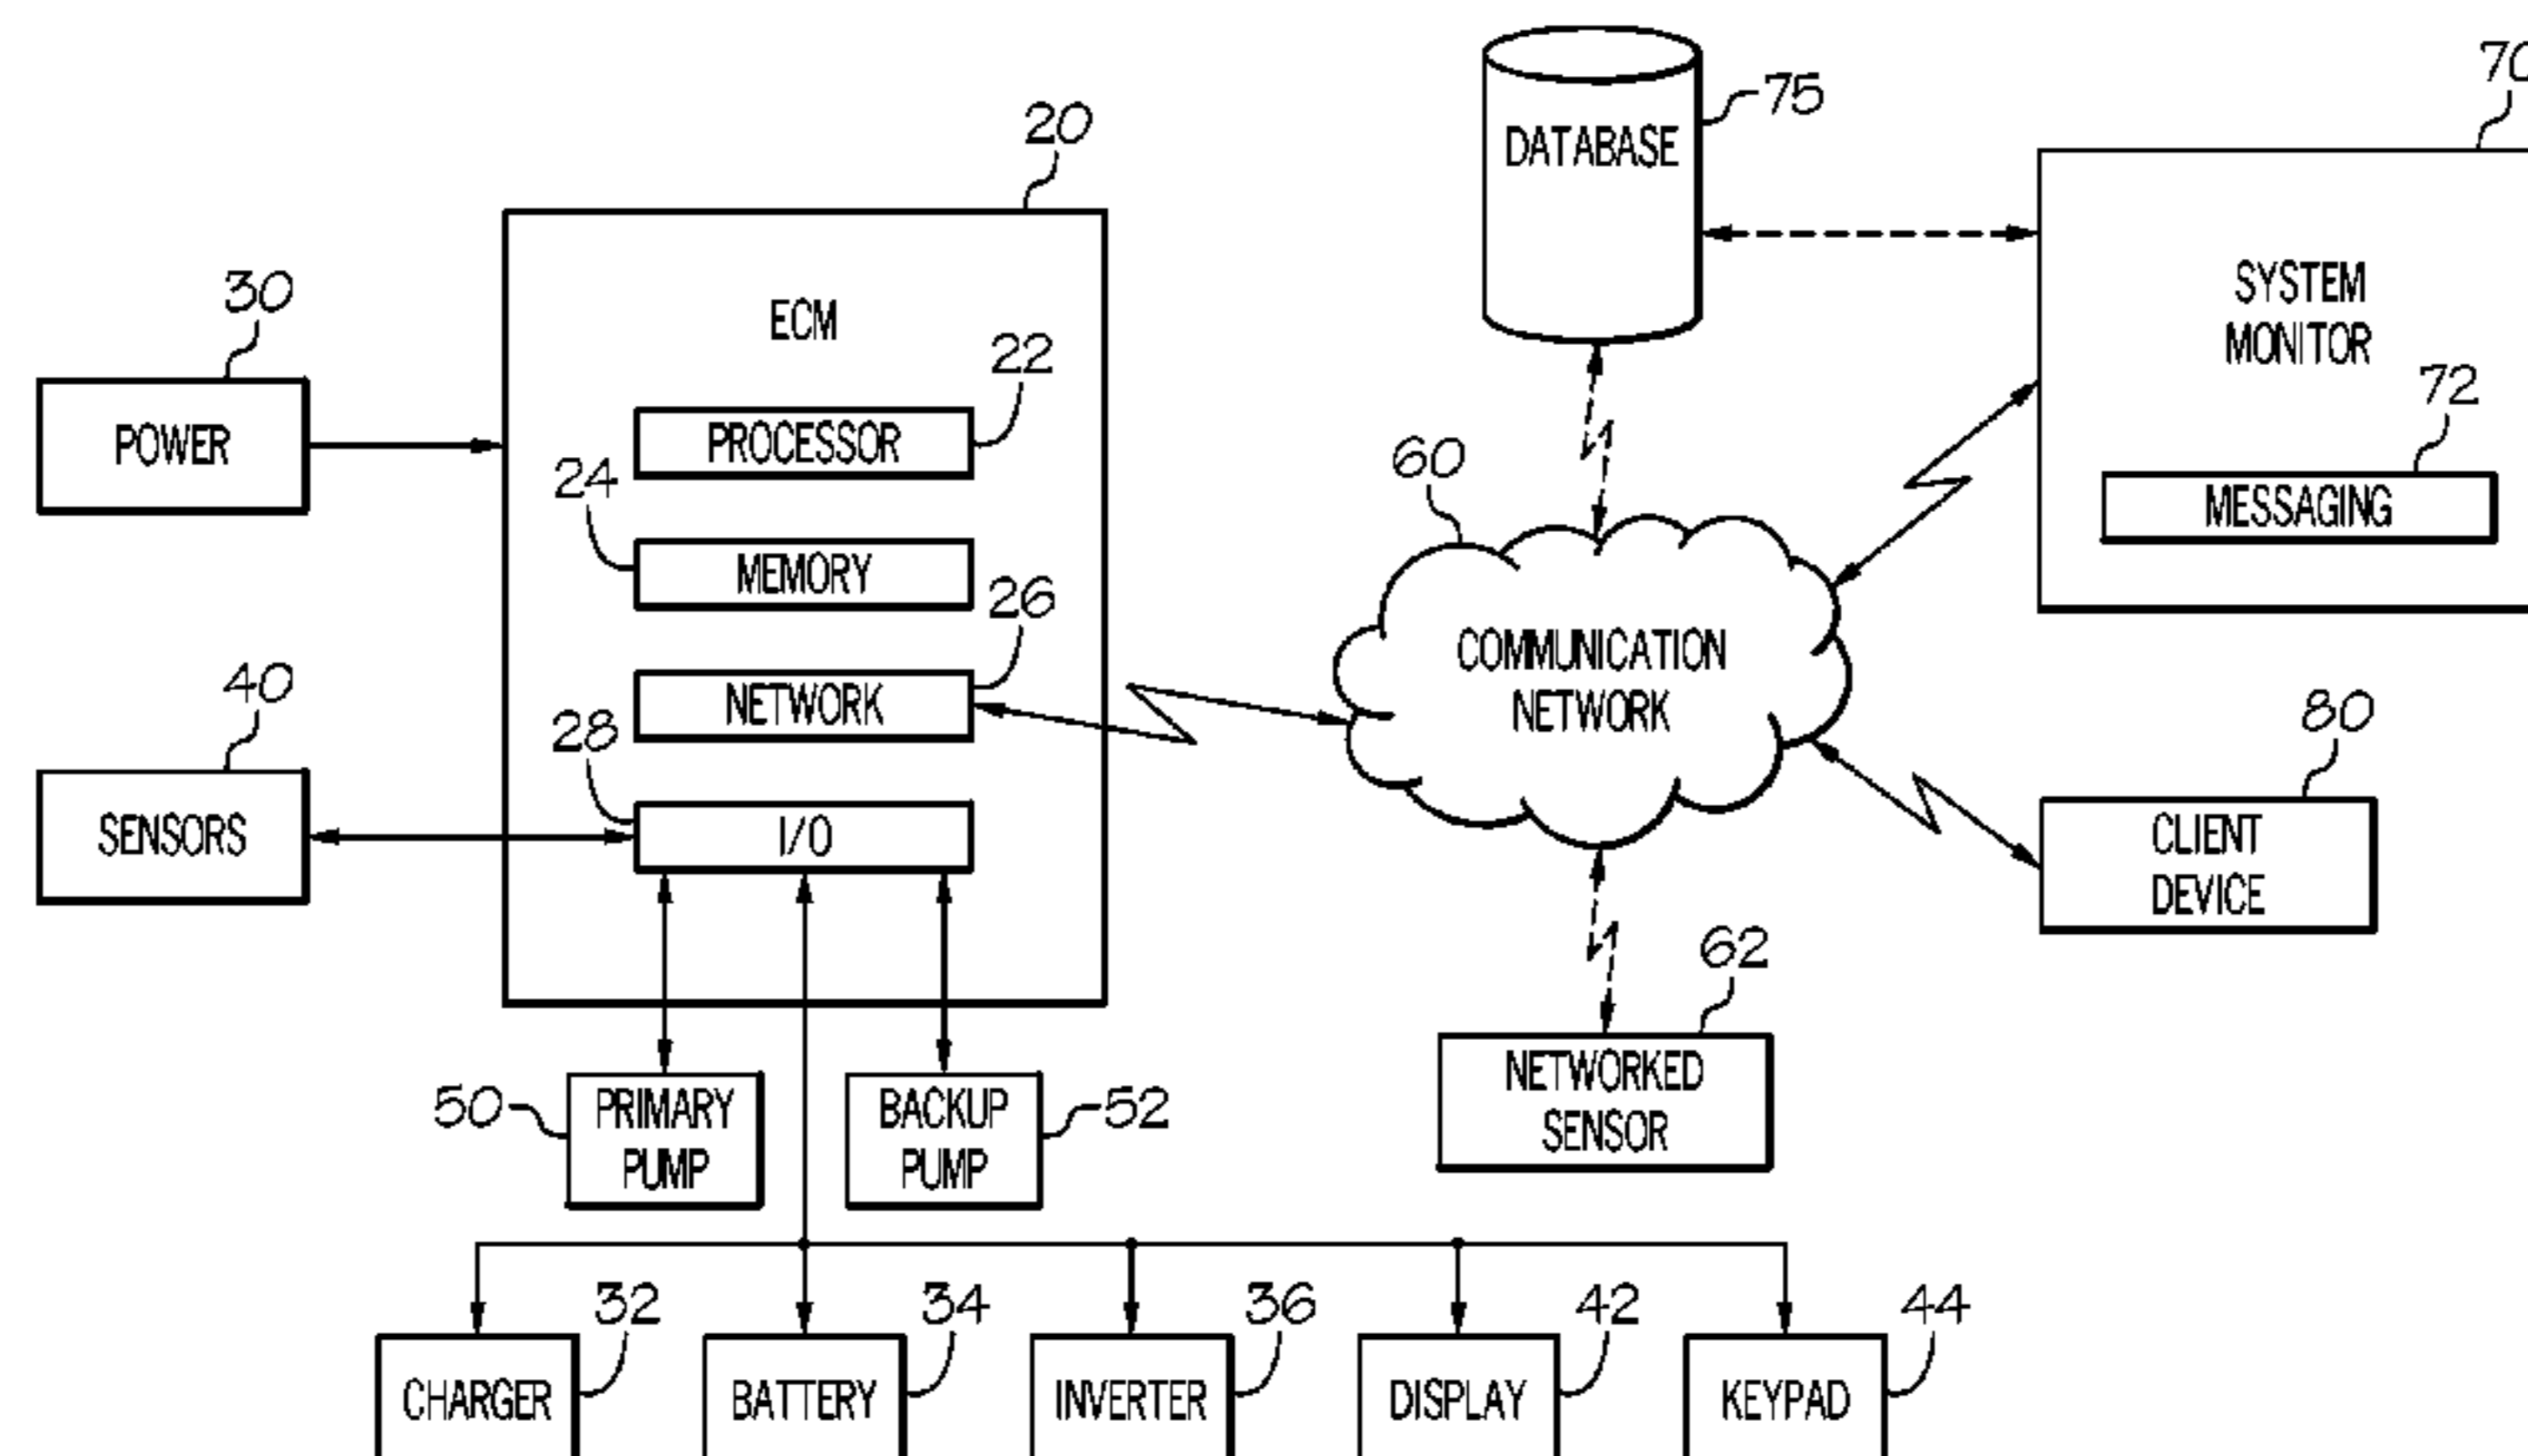 70
75
DATABASE
20
30
ECM
SYSTEM
MONITOR
22
72
POWER
PROCESSOR
60
24
MESSAGING
MEMORY
26
COMMUNICATION
NETWORK
40
NETWORK
28
80
SENSORS
I/O
CLIENT
DEVICE
62
NETWORKED
SENSOR
50
PRIMARY
PUMP
BACKUP
PUMP
52
32
34
36
42
44
CHARGER
BATTERY
INVERTER
DISPLAY
KEYPAD